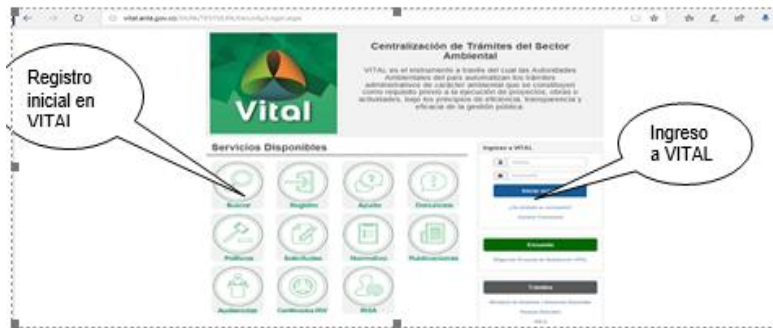 vital.anla.gov.co
Registro
inicial en
VITAL
Vital
Centralización de Trámites del Sector
Ambiental
VITAL es el instrumento a través del cual las Autoridades
Ambientales del país automatizan los trámites
administrativos de carácter ambiental que se constituyen
como requisito previo a la ejecución de proyectos, obras o
actividades, bajo los principios de eficiencia, transparencia y
eficacia de la gestión pública.
Servicios Disponibles
Buscar
Registro
Ayuda
Denuncias
Políticas
Solicitudes
Normativa
Publicaciones
Audiencias
Certificados
RUIA
Ingreso a VITAL
Iniciar
Ingreso
a VITAL
Encuesta
Trámites